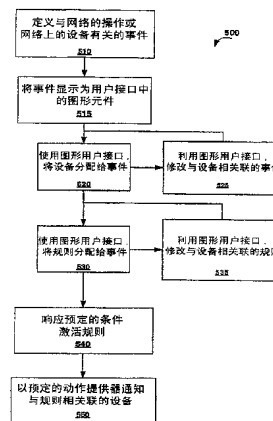 500
定义与网络的操作或
网络上的设备有关的事件
510
将事件显示为用户接口中
的图形元件
515
使用图形用户接口,
将设备分配给事件
520
利用图形用户接口,
修改与设备相关联的事件
525
使用图形用户接口,
将规则分配给事件
530
利用图形用户接口,
修改与设备相关联的规则
535
响应预定的条件
激活规则
540
以预定的动作提供器通知
与规则相关联的设备
550